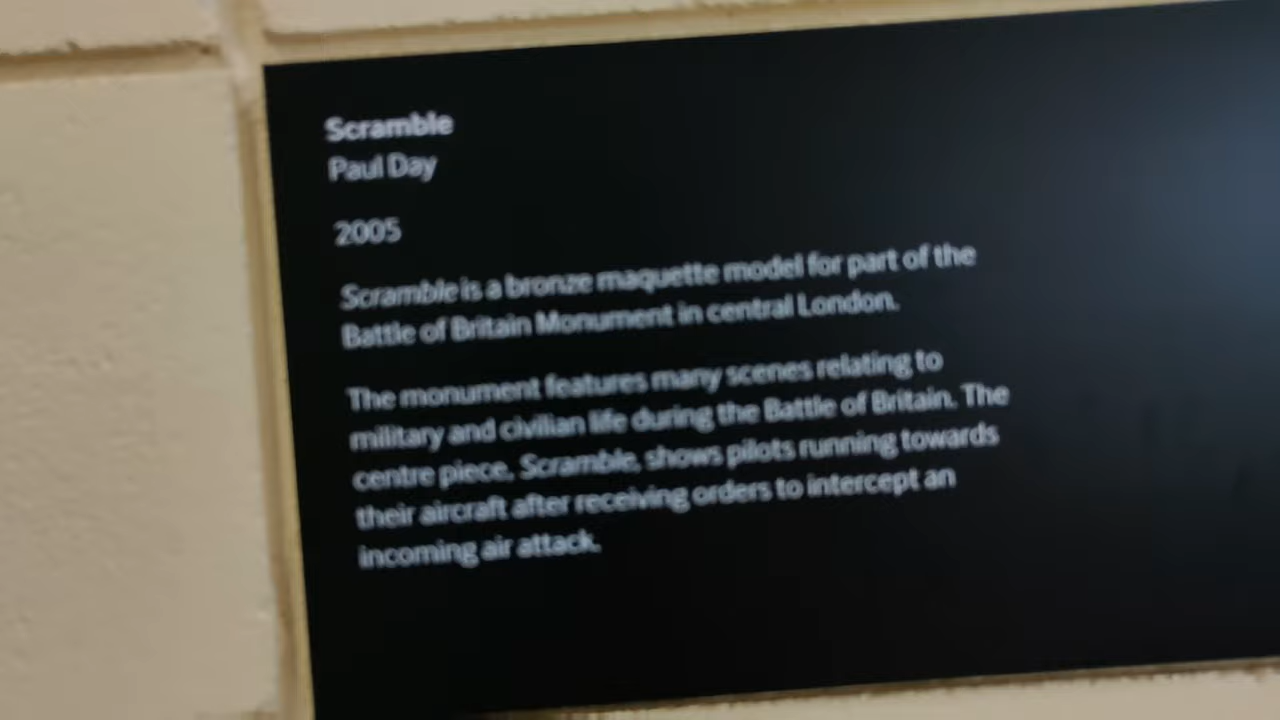 Scramble
Paul Day
2005
Scramble is a bronze maquette model for part of the
Battle of Britain Monument in central London.
The monument features many scenes relating to
military and civilian life during the Battle of Britain. The
centre piece, Scramble, shows pilots running towards
their aircraft after receiving orders to intercept an
incoming air attack.